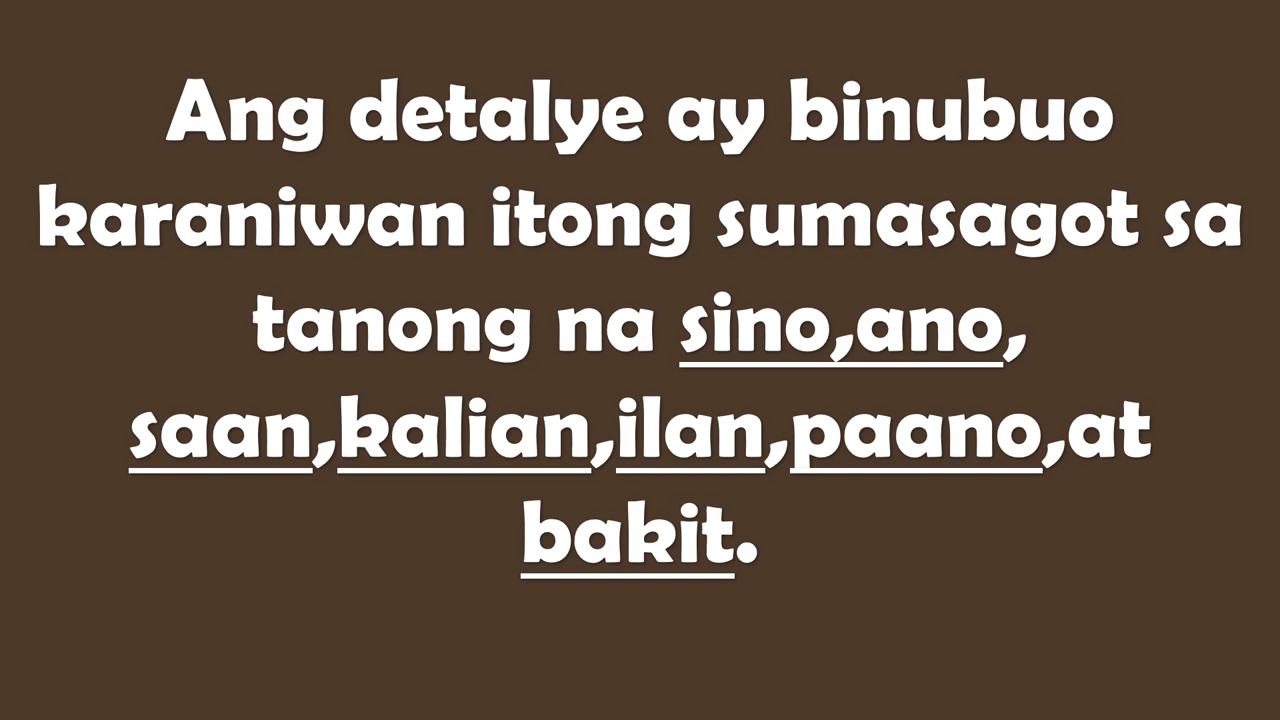 Ang detalye ay binubuo
karaniwan itong sumasagot sa
tanong na sino,ano,
saan,kalian,ilan,paano,at
bakit.